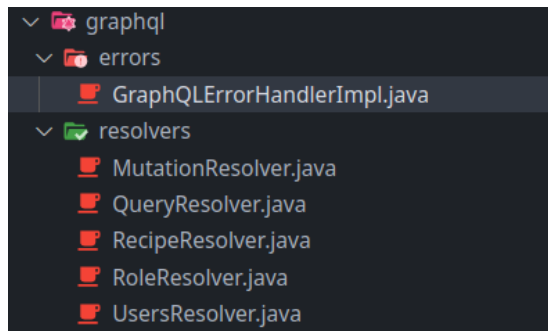 graphql
errors
GraphQLErrorHandlerImpl.java
resolvers
MutationResolver.java
QueryResolver.java
RecipeResolver.java
RoleResolver.java
UsersResolver.java